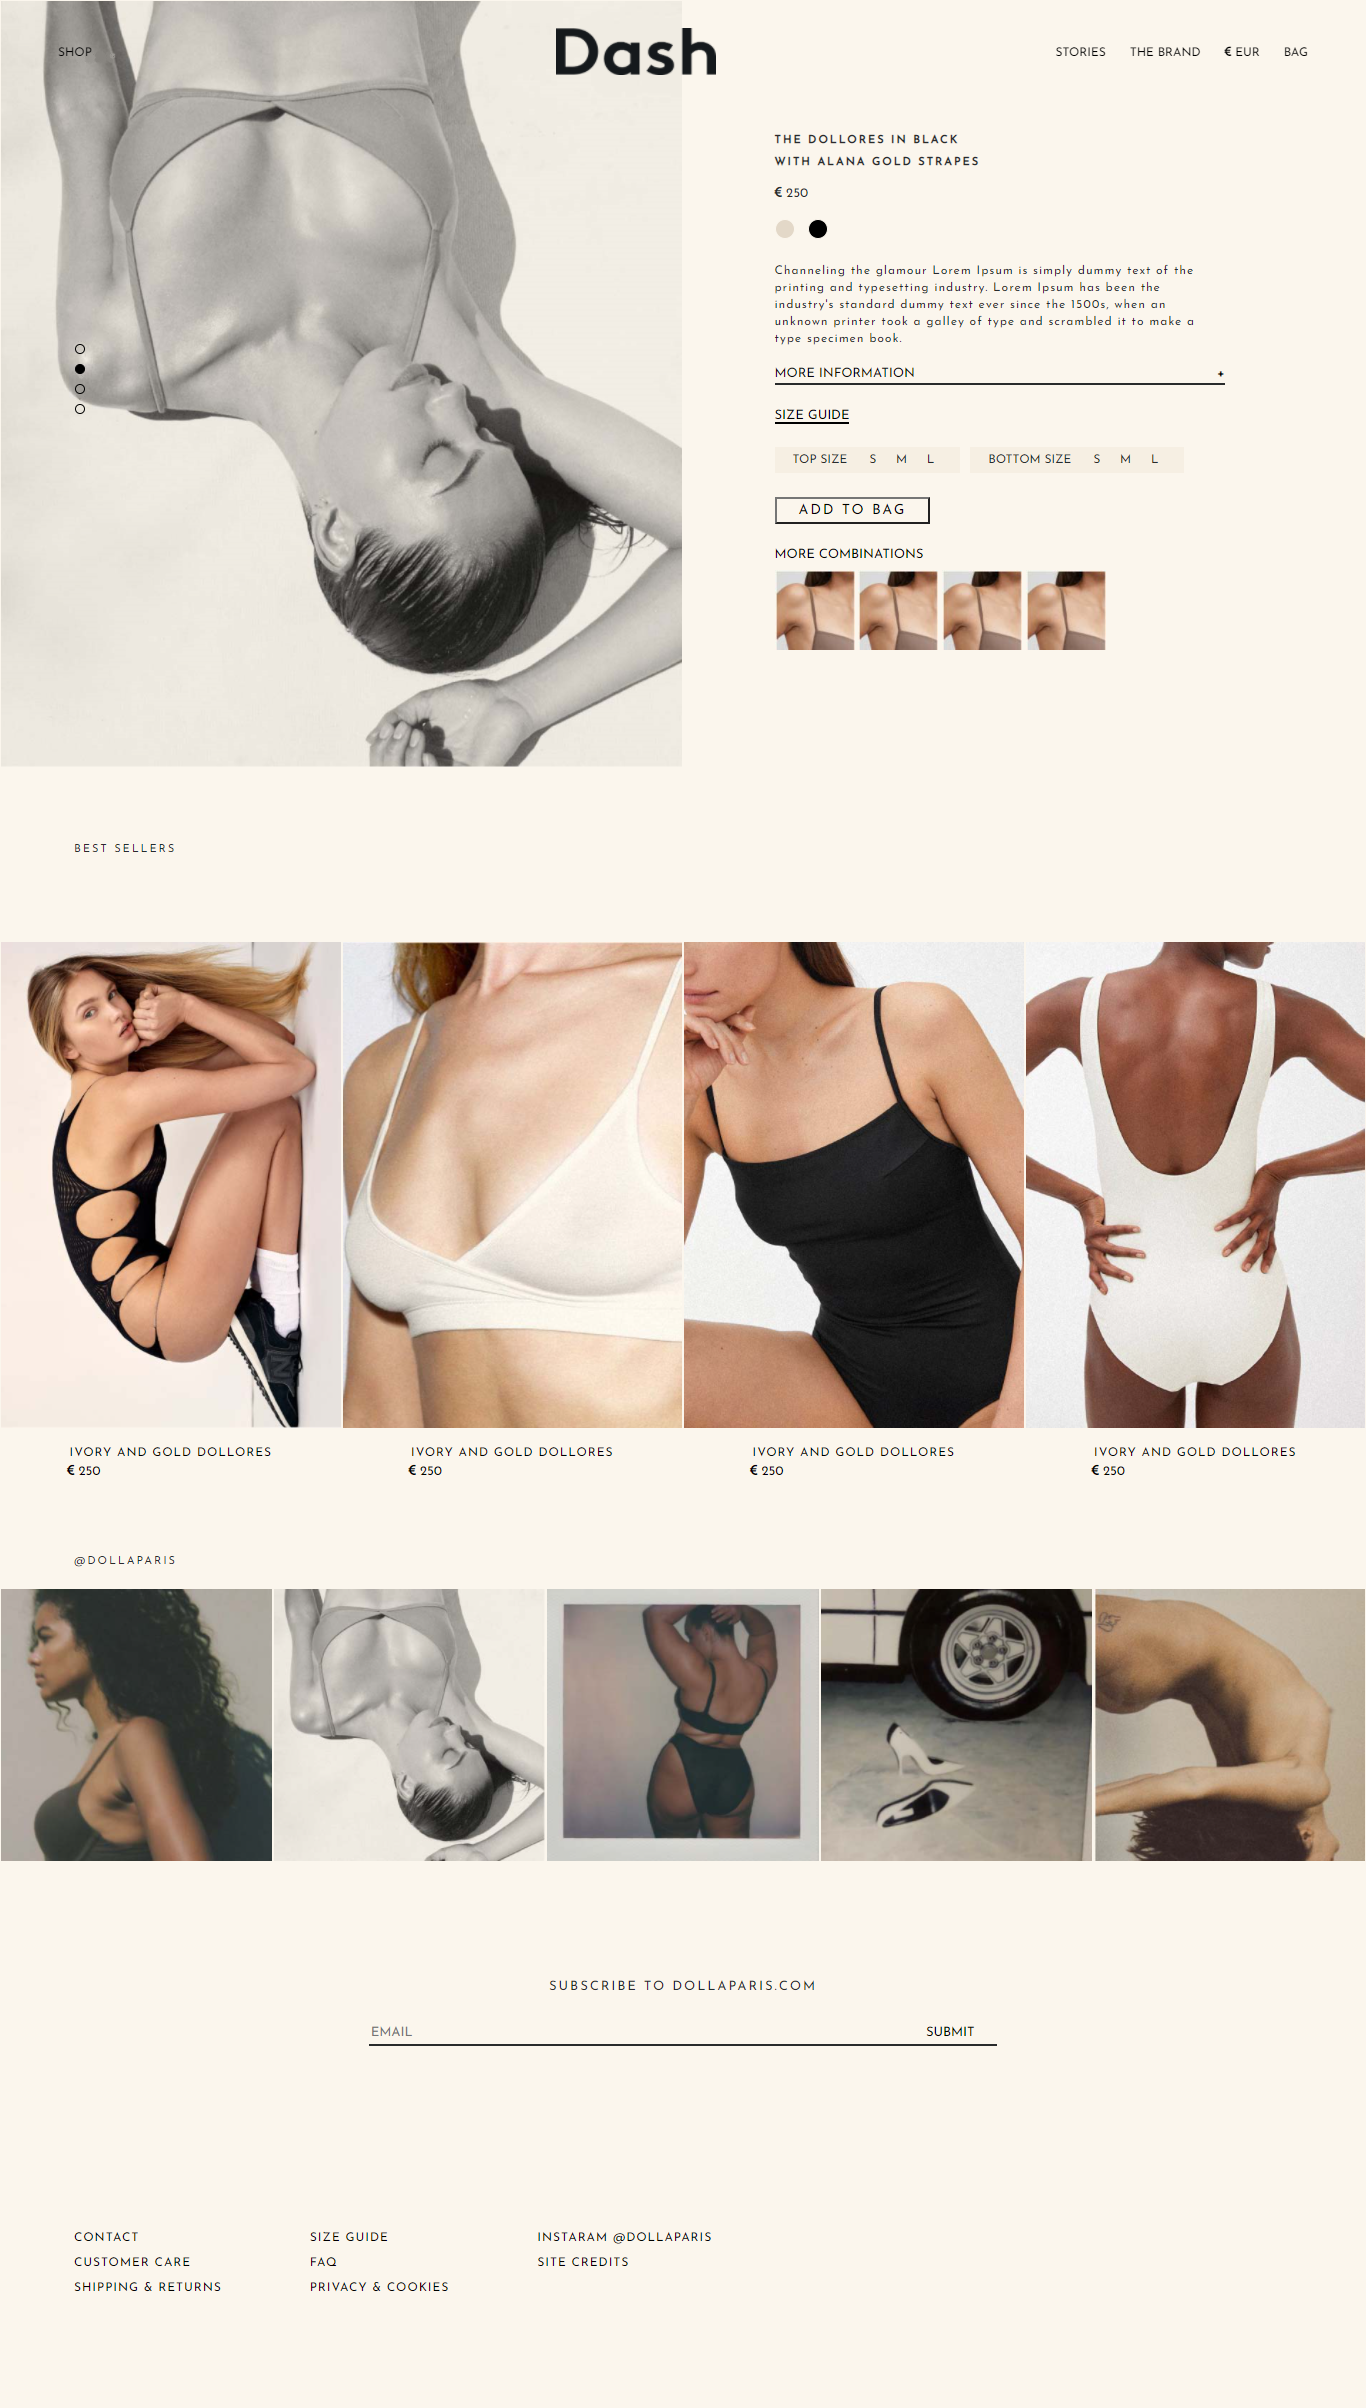 SHOP
Dash
STORIES THE BRAND € EUR BAG
THE DOLLORES IN BLACK
WITH ALANA GOLD STRAPES
€ 250
Channeling the glamour Lorem Ipsum is simply dummy text of the
printing and typesetting industry. Lorem Ipsum has been the
industry's standard dummy text ever since the 1500s, when an
unknown printer took a galley of type and scrambled it to make a
type specimen book.
MORE INFORMATION +
SIZE GUIDE
TOP SIZE S M L BOTTOM SIZE S M L
ADD TO BAG
MORE COMBINATIONS
BEST SELLERS
IVORY AND GOLD DOLLORES
€ 250
IVORY AND GOLD DOLLORES
€ 250
IVORY AND GOLD DOLLORES
€ 250
IVORY AND GOLD DOLLORES
€ 250
@DOLLAPARIS
SUBSCRIBE TO DOLLAPARIS.COM
EMAIL SUBMIT
CONTACT
CUSTOMER CARE
SHIPPING & RETURNS
SIZE GUIDE
FAQ
PRIVACY & COOKIES
INSTARAM @DOLLAPARIS
SITE CREDITS